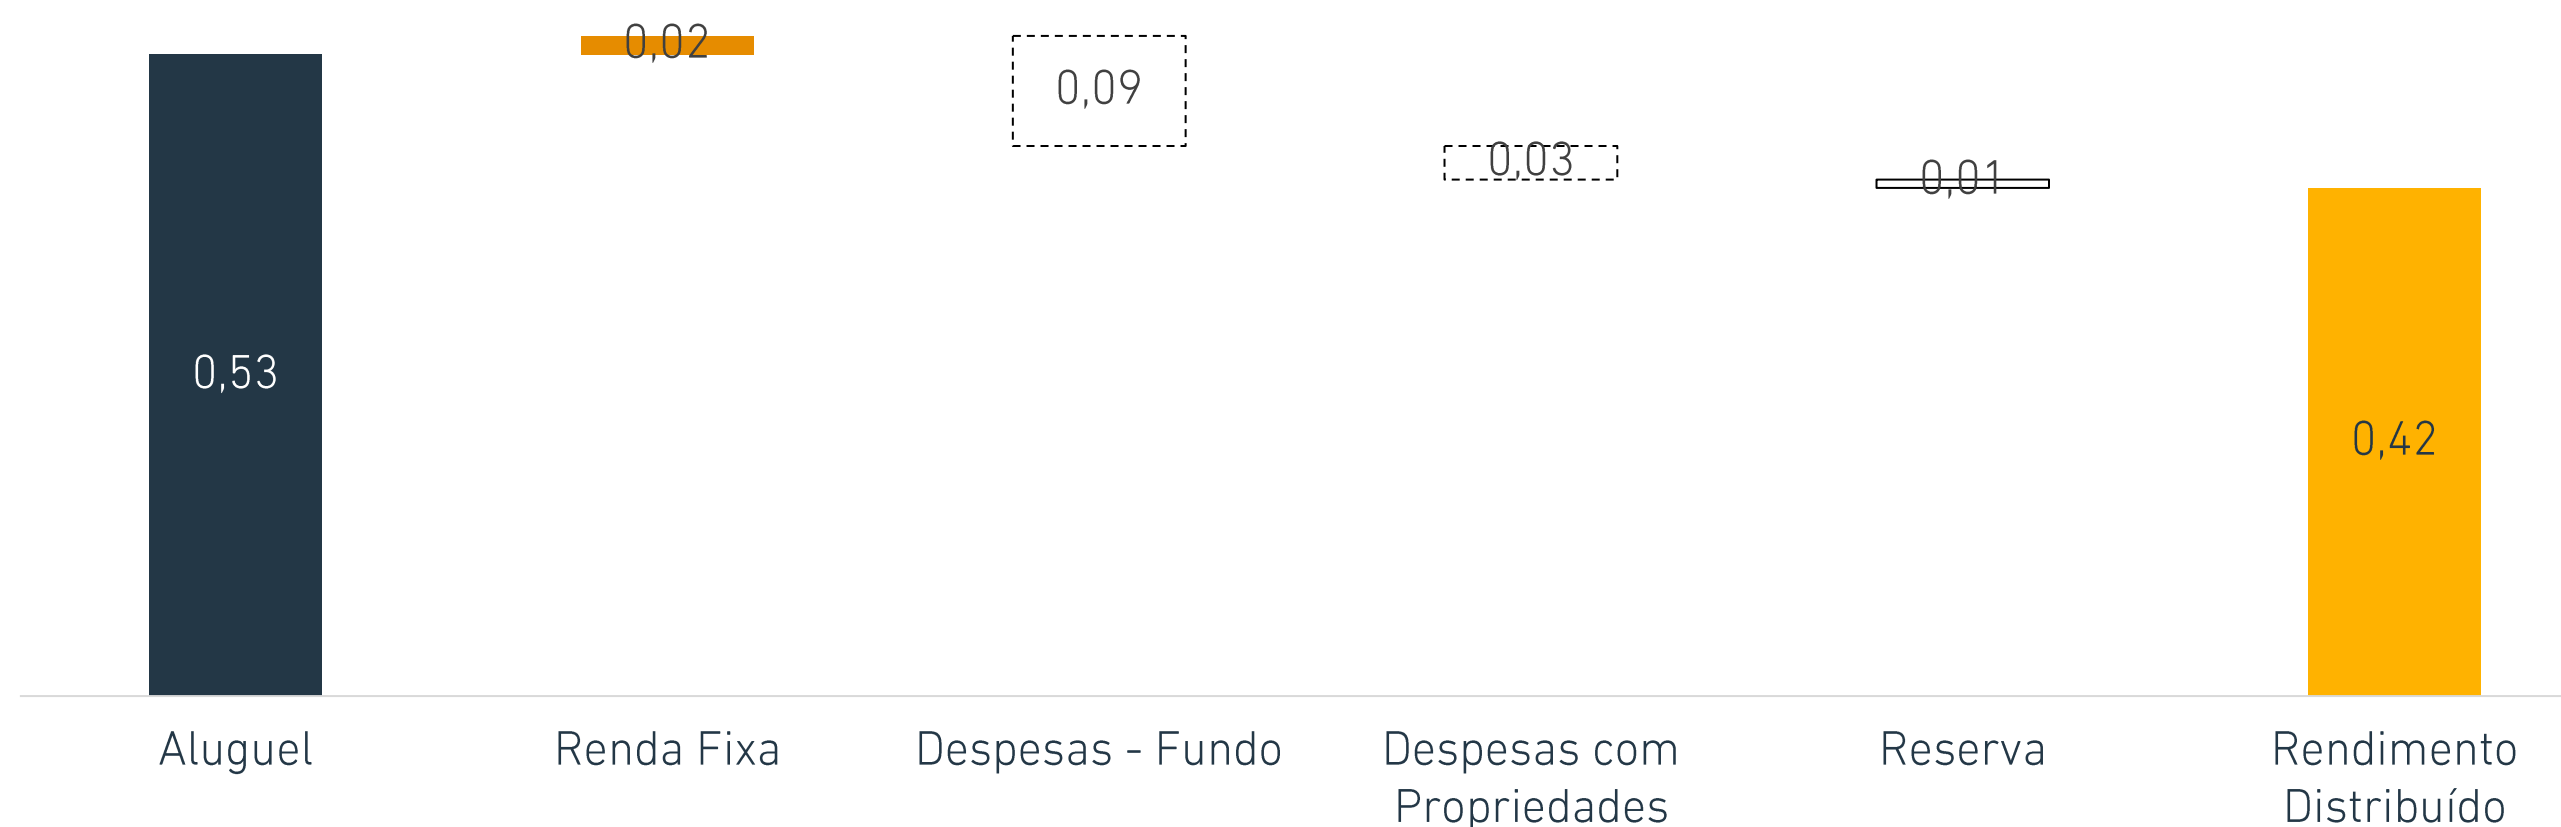 0,02
0,09
0,03
0,01
0,53
0,42
Aluguel
Renda Fixa
Despesas - Fundo
Despesas com
Propriedades
Reserva
Rendimento
Distribuído